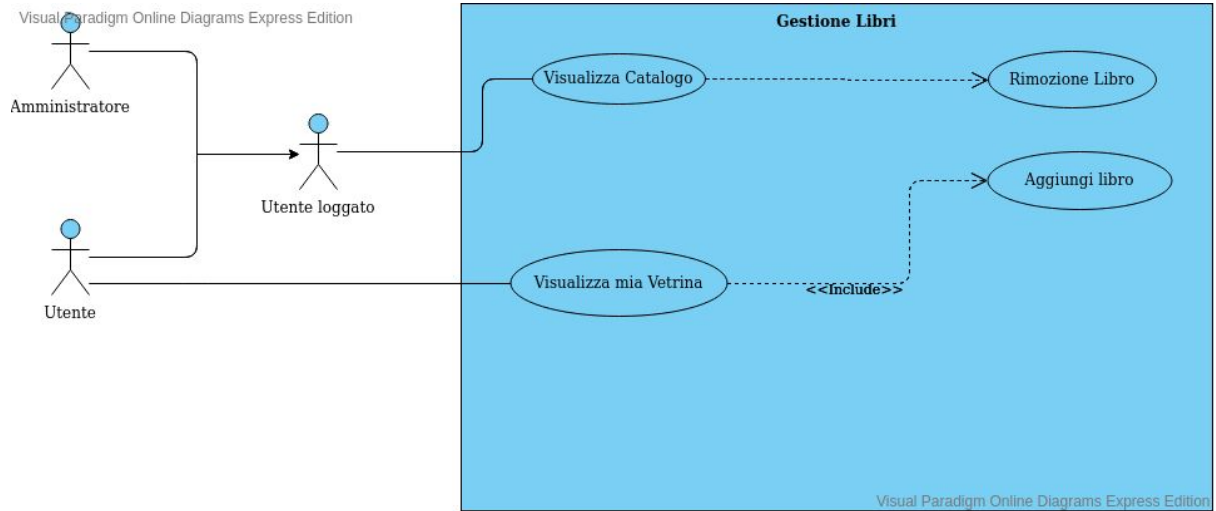 Visual Paradigm Online Diagrams Express Edition
Gestione Libri
Visualizza Catalogo
Rimozione Libro
Amministratore
Aggiungi libro
Utente loggato
Visualizza mia Vetrina
<<Include>>
Utente
Visual Paradigm Online Diagrams Express Edition